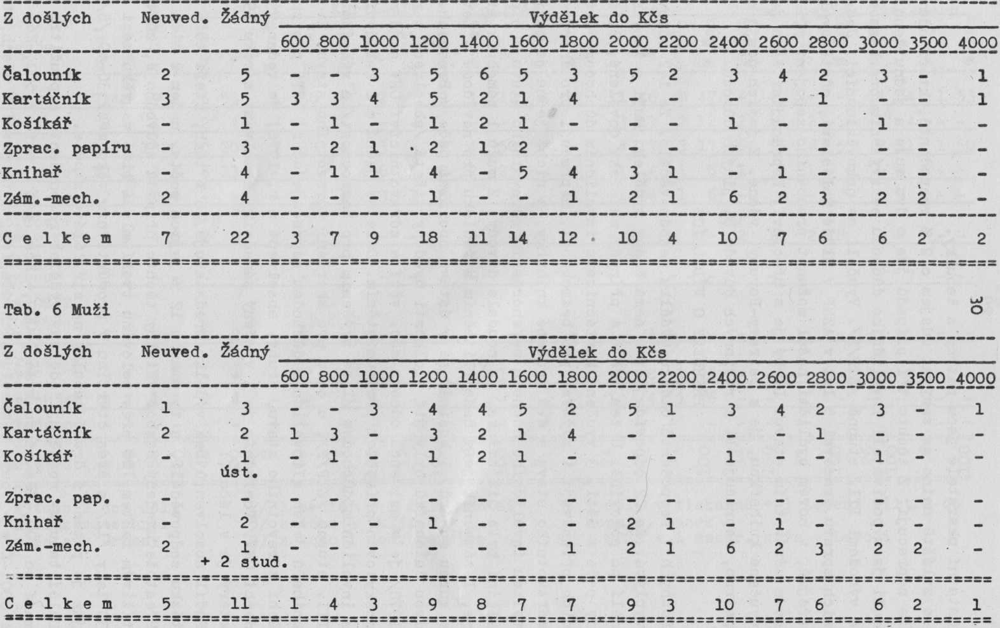 Z došlých Neuved. Žádný Výdělek do Kčs
600 800 1000 1200 1400 1600 1800 2000 2200 2400 2600 2800 3000 3500 4000
Čalouník 2 5 - - 3 5 6 5 3 5 2 3 4 2 3 - 1
Kartáčník 3 5 3 3 4 5 2 1 4 - - - - 1 - - 1
Košíkář - 1 - 1 - 1 2 1 - - - 1 - - 1 - -
Zprac. papíru - 3 - 2 1 2 1 2 - - - - - - - - -
Knihař - 4 - 1 1 4 - 5 4 3 1 - 1 - - - -
Zám.-mech. 2 4 - - - 1 - - 1 2 1 6 2 3 2 2 -
C e l k e m 7 22 3 7 9 18 11 14 12 10 4 10 7 6 6 2 2
Tab. 6 Muži 30
Z došlých Neuved. Žádný Výdělek do Kčs
600 800 1000 1200 1400 1600 1800 2000 2200 2400 2600 2800 3000 3500 4000
Čalouník 1 3 - - 3 4 4 5 2 5 1 3 4 2 3 - 1
Kartáčník 2 2 1 3 - 3 2 1 4 - - - - 1 - - -
Košíkář - 1 - 1 - 1 2 1 - - - 1 - - 1 - -
úst.
Zprac. pap. - - - - - - - - - - - - - - - - -
Knihař - 2 - - - 1 - - - 2 1 - 1 - - - -
Zám.-mech. 2 1 - - - - - - 1 2 1 6 2 3 2 2 -
+ 2 stud.
C e l k e m 5 11 1 4 3 9 8 7 7 9 3 10 7 6 6 2 1